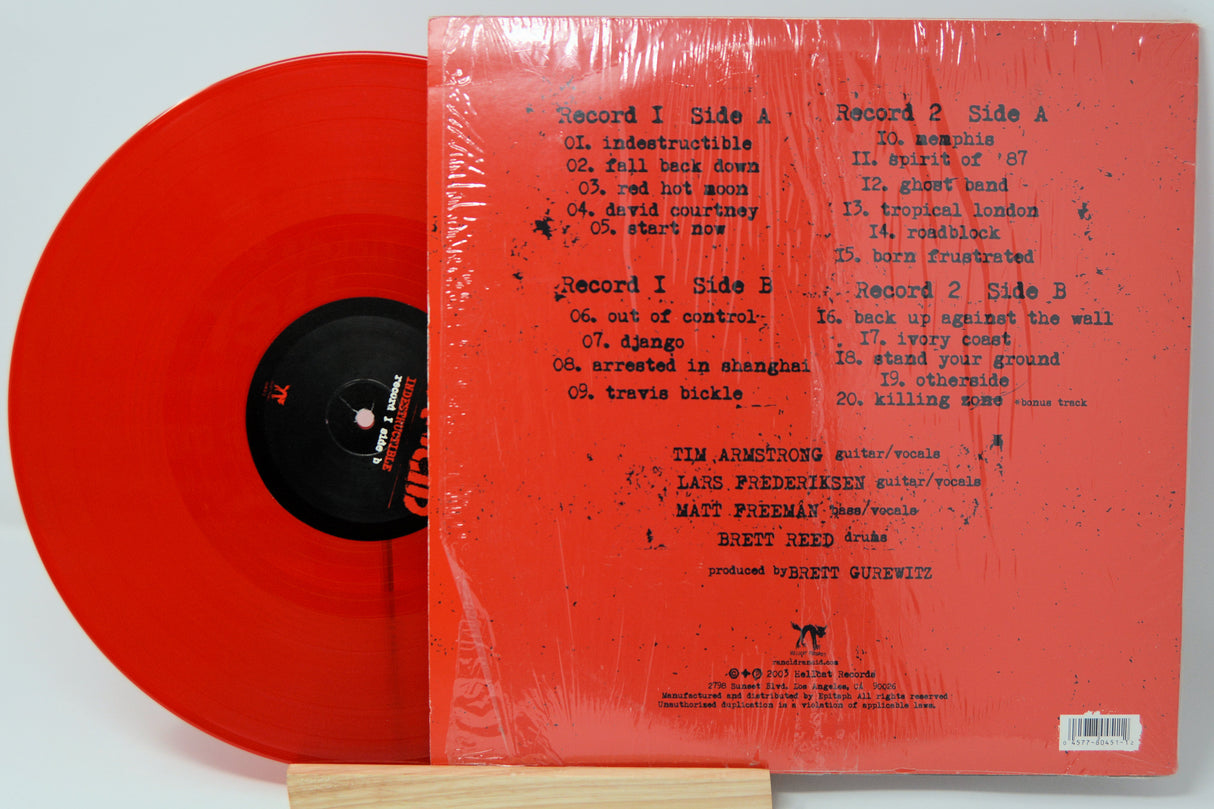 Record 1 Side A
01. indestructible
02. fall back down
03. red hot moon
04. david courtney
05. start now
Record 1 Side B
06. out of control
07. django
08. arrested in shanghai
09. travis bickle
Record 2 Side A
10. memphis
11. spirit of '87
12. ghost band
13. tropical london
14. roadblock
15. born frustrated
Record 2 Side B
16. back up against the wall
17. ivory coast
18. stand your ground
19. otherside
20. killing zone *bonus track
TIM ARMSTRONG guitar/vocals
LARS FREDERIKSEN guitar/vocals
MATT FREEMAN bass/vocals
BRETT REED drums
produced by BRETT GUREWITZ
rancidrancid.com
©+℗ 2003 Hellcat Records
2798 Sunset Blvd. Los Angeles, CA 90026
Manufactured and distributed by Epitaph All rights reserved
Unauthorized duplication is a violation of applicable laws.
0 4577-80451-1 2
INDESTRUCTIBLE
record 1 side b